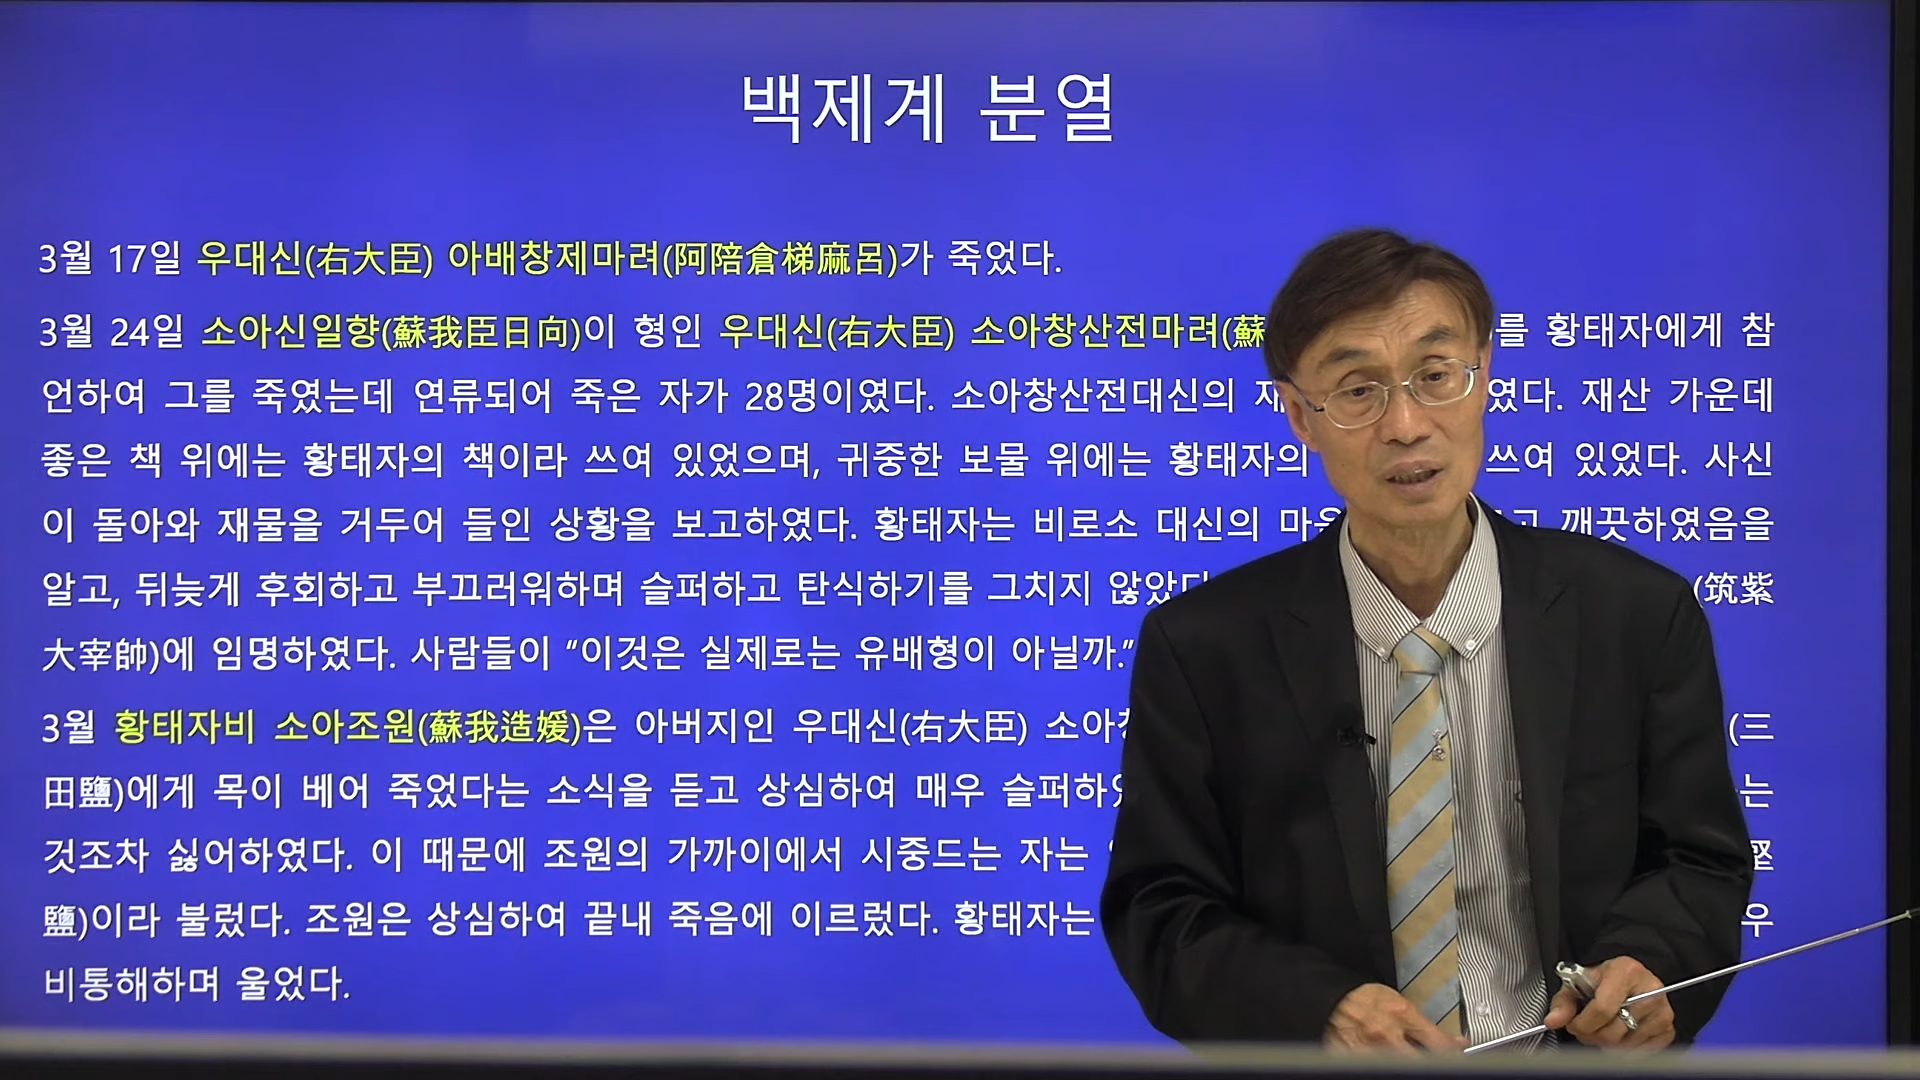 백제계 분열
3월 17일 우대신(右大臣) 아배창제마려(阿陪倉梯麻呂)가 죽었다.
3월 24일 소아신일향(蘇我臣日向)이 형인 우대신(右大臣) 소아창산전마려(蘇 를 황태자에게 참
언하여 그를 죽였는데 연류되어 죽은 자가 28명이였다. 소아창산전대신의 였다. 재산 가운데
좋은 책 위에는 황태자의 책이라 쓰여 있었으며, 귀중한 보물 위에는 황태자의 쓰여 있었다. 사신
이 돌아와 재물을 거두어 들인 상황을 보고하였다. 황태자는 비로소 대신의 고 깨끗하였음을
알고, 뒤늦게 후회하고 부끄러워하며 슬퍼하고 탄식하기를 그치지 (筑紫
大宰帥)에 임명하였다. 사람들이 “이것은 실제로는 유배형이 아닐까.”
3월 황태자비 소아조원(蘇我造媛)은 아버지인 우대신(右大臣) (三
田鹽)에게 목이 베어 죽었다는 소식을 듣고 상심하여 매우 는
것조차 싫어하였다. 이 때문에 조원의 가까이에서 시중드는 자는
鹽)이라 불렀다. 조원은 상심하여 끝내 죽음에 이르렀다. 황태자는 우
비통해하며 울었다.